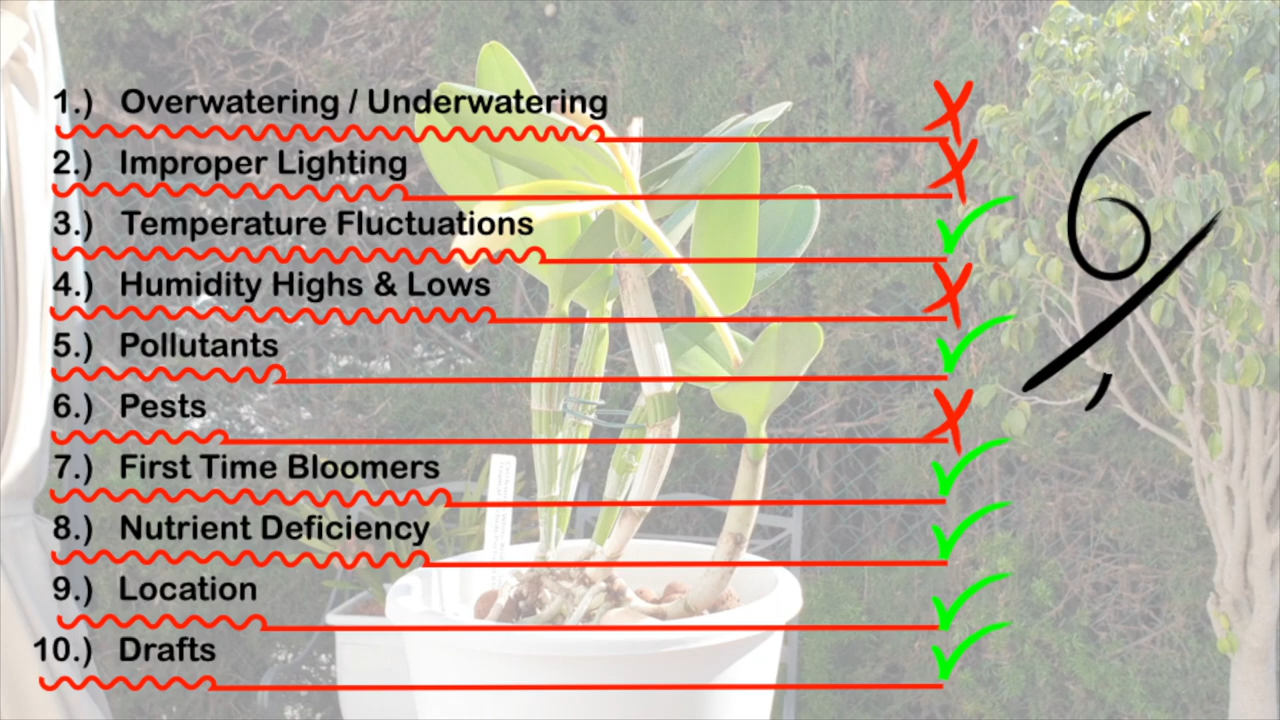 1.) Overwatering / Underwatering
2.) Improper Lighting
3.) Temperature Fluctuations
4.) Humidity Highs & Lows
5.) Pollutants
6.) Pests
7.) First Time Bloomers
8.) Nutrient Deficiency
9.) Location
10.) Drafts
6/